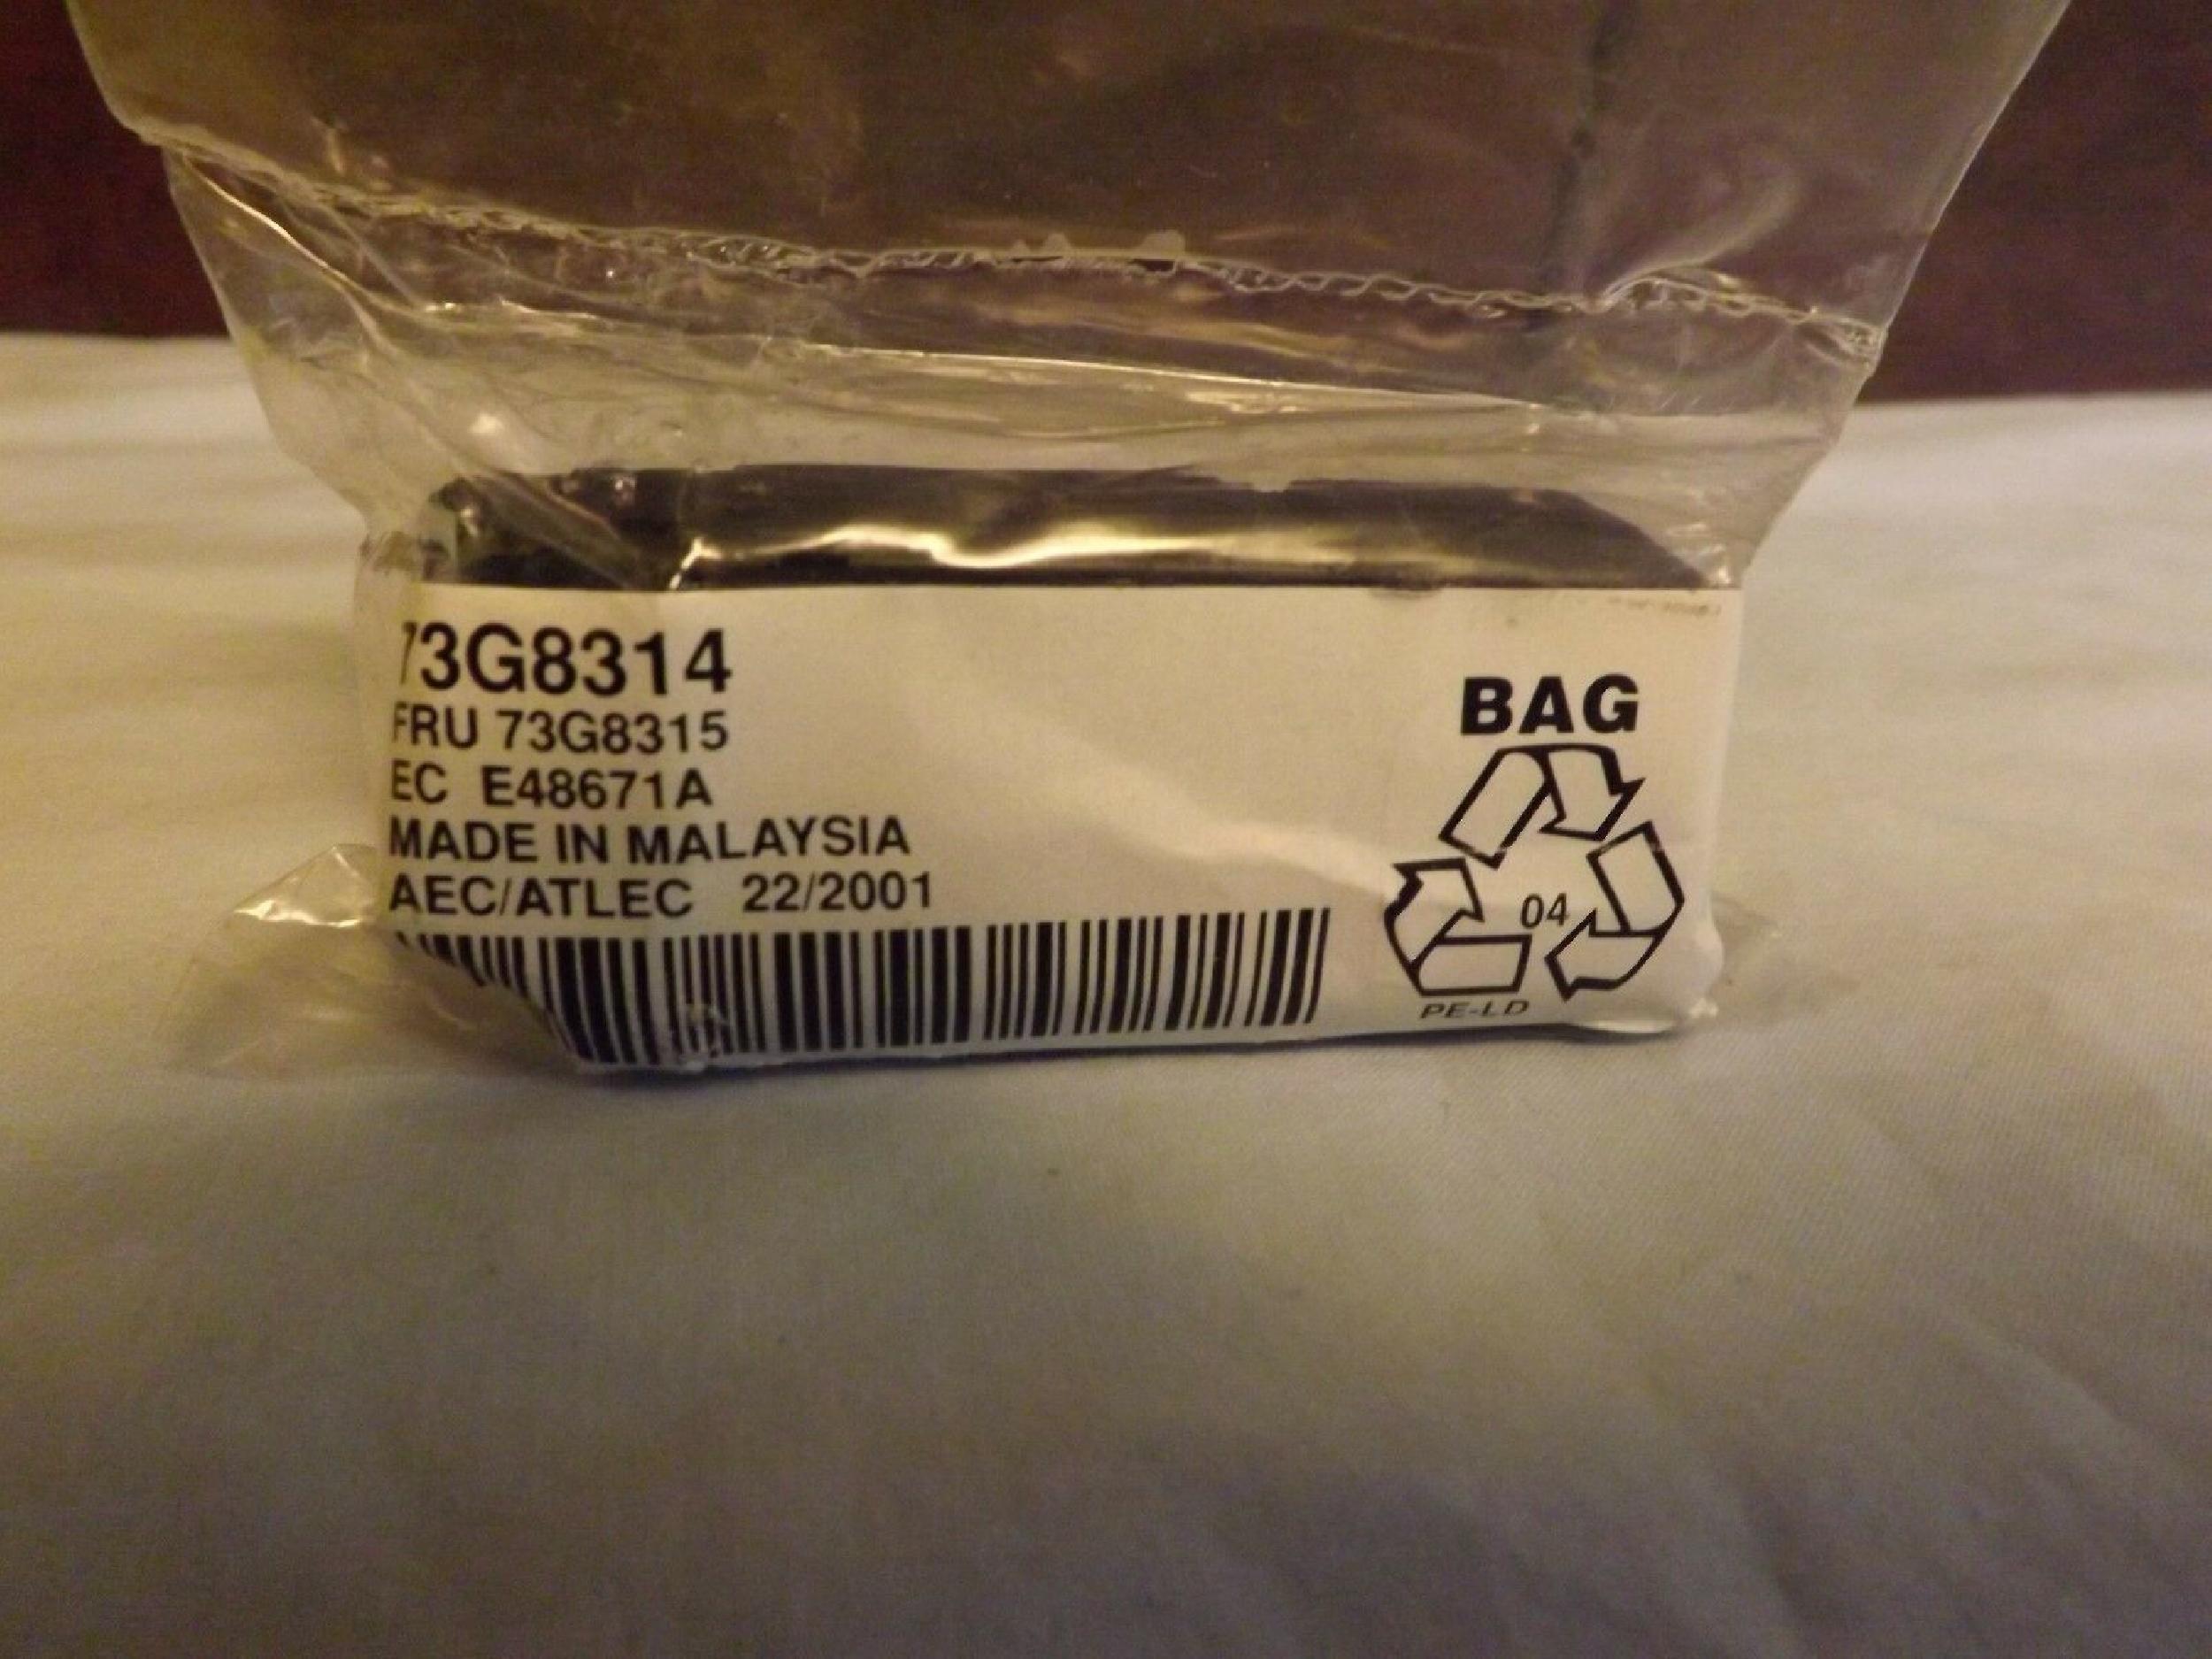 73G8314
FRU 73G8315
EC E48671A
MADE IN MALAYSIA
AEC/ATLEC 22/2001
BAG
04
PE-LD